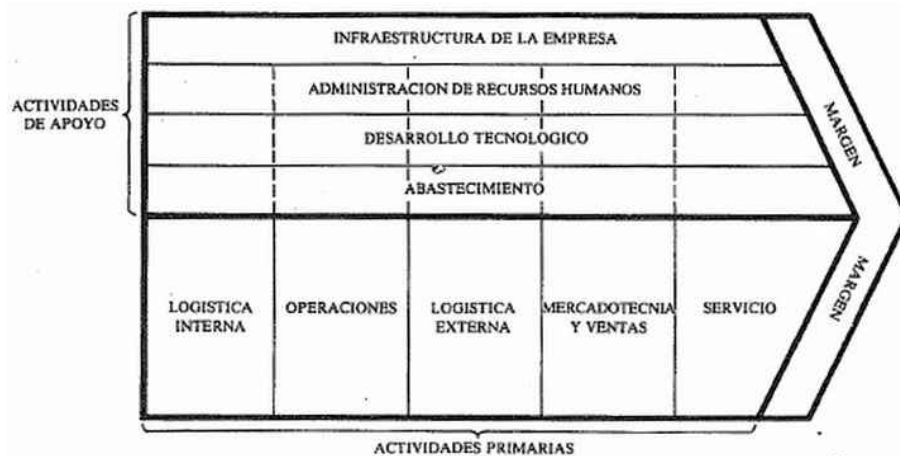 INFRAESTRUCTURA DE LA EMPRESA
ADMINISTRACION DE RECURSOS HUMANOS
ACTIVIDADES
DE APOYO
DESARROLLO TECNOLOGICO
ABASTECIMIENTO
MARGEN
MARGEN
LOGISTICA
INTERNA
OPERACIONES
LOGISTICA
EXTERNA
MERCADOTECNIA
Y VENTAS
SERVICIO
ACTIVIDADES PRIMARIAS